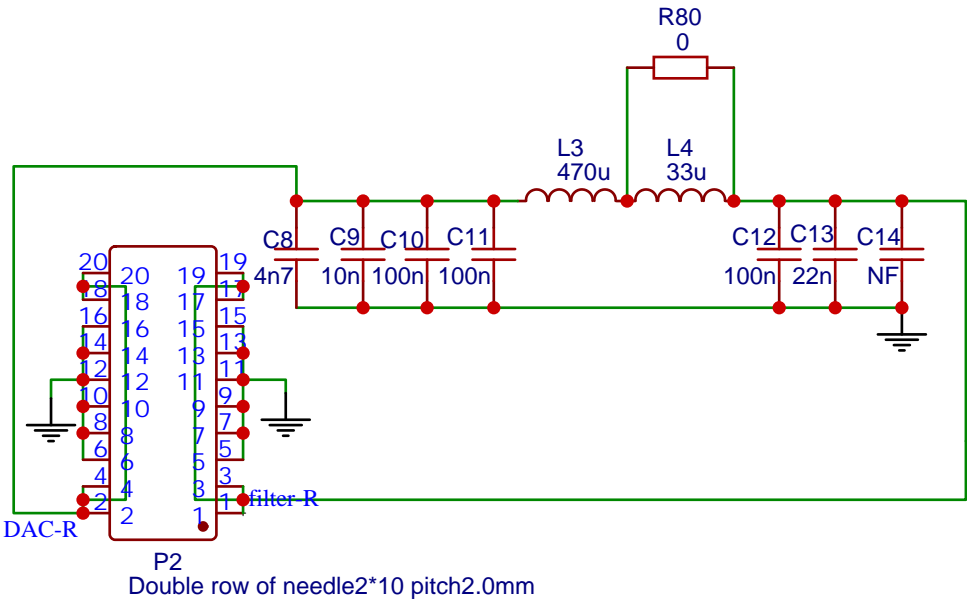 R80
0
L3
470u
L4
33u
C8
4n7
C9
10n
C10
100n
C11
100n
C12
100n
C13
22n
C14
NF
20 20 19 19
18 18 17 17
16 16 15 15
14 14 13 13
12 12 11 11
10 10 9 9
8 8 7 7
6 6 5 5
4 4 3 3
2 2 1 1
filter-R
DAC-R
P2
Double row of needle2*10 pitch2.0mm